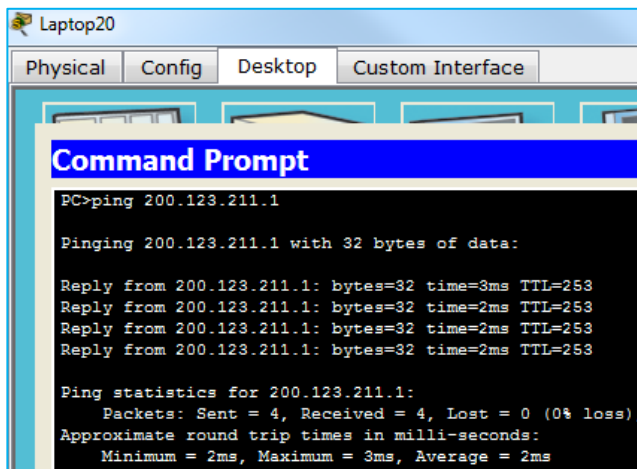 Laptop20
Physical Config Desktop Custom Interface
Command Prompt
PC>ping 200.123.211.1
Pinging 200.123.211.1 with 32 bytes of data:
Reply from 200.123.211.1: bytes=32 time=3ms TTL=253
Reply from 200.123.211.1: bytes=32 time=2ms TTL=253
Reply from 200.123.211.1: bytes=32 time=2ms TTL=253
Reply from 200.123.211.1: bytes=32 time=2ms TTL=253
Ping statistics for 200.123.211.1:
Packets: Sent = 4, Received = 4, Lost = 0 (0% loss)
Approximate round trip times in milli-seconds:
Minimum = 2ms, Maximum = 3ms, Average = 2ms